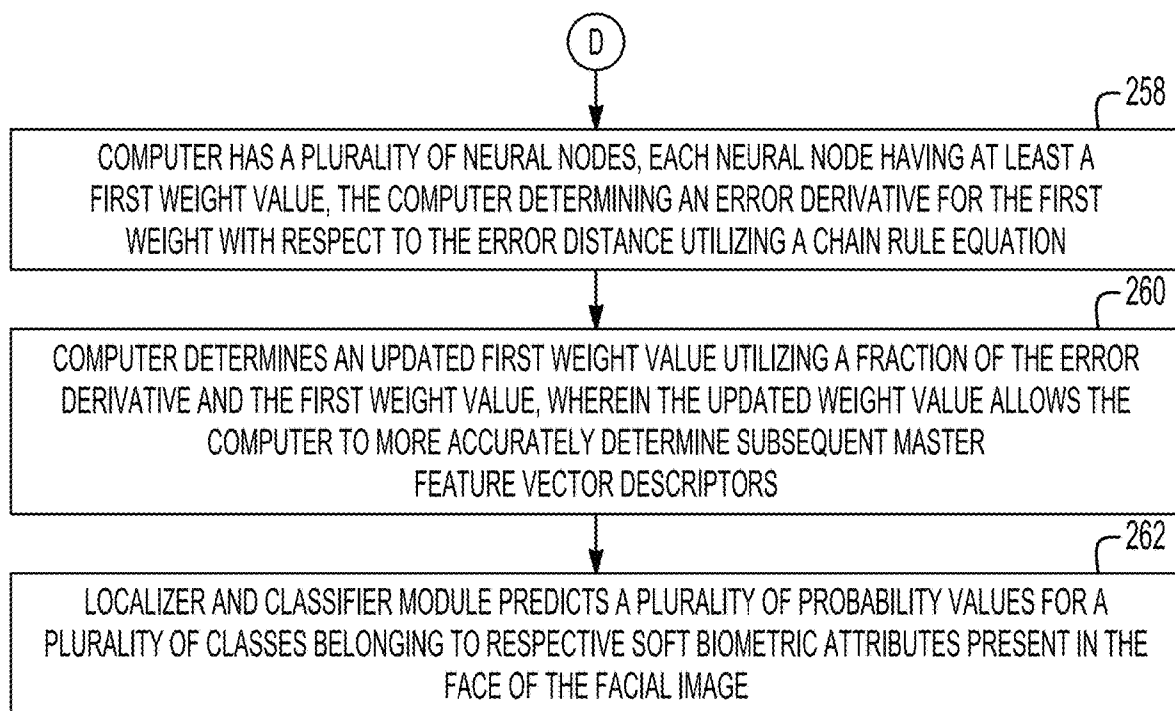 D
258
COMPUTER HAS A PLURALITY OF NEURAL NODES, EACH NEURAL NODE HAVING AT LEAST A
FIRST WEIGHT VALUE, THE COMPUTER DETERMINING AN ERROR DERIVATIVE FOR THE FIRST
WEIGHT WITH RESPECT TO THE ERROR DISTANCE UTILIZING A CHAIN RULE EQUATION
260
COMPUTER DETERMINES AN UPDATED FIRST WEIGHT VALUE UTILIZING A FRACTION OF THE ERROR
DERIVATIVE AND THE FIRST WEIGHT VALUE, WHEREIN THE UPDATED WEIGHT VALUE ALLOWS THE
COMPUTER TO MORE ACCURATELY DETERMINE SUBSEQUENT MASTER
FEATURE VECTOR DESCRIPTORS
262
LOCALIZER AND CLASSIFIER MODULE PREDICTS A PLURALITY OF PROBABILITY VALUES FOR A
PLURALITY OF CLASSES BELONGING TO RESPECTIVE SOFT BIOMETRIC ATTRIBUTES PRESENT IN THE
FACE OF THE FACIAL IMAGE